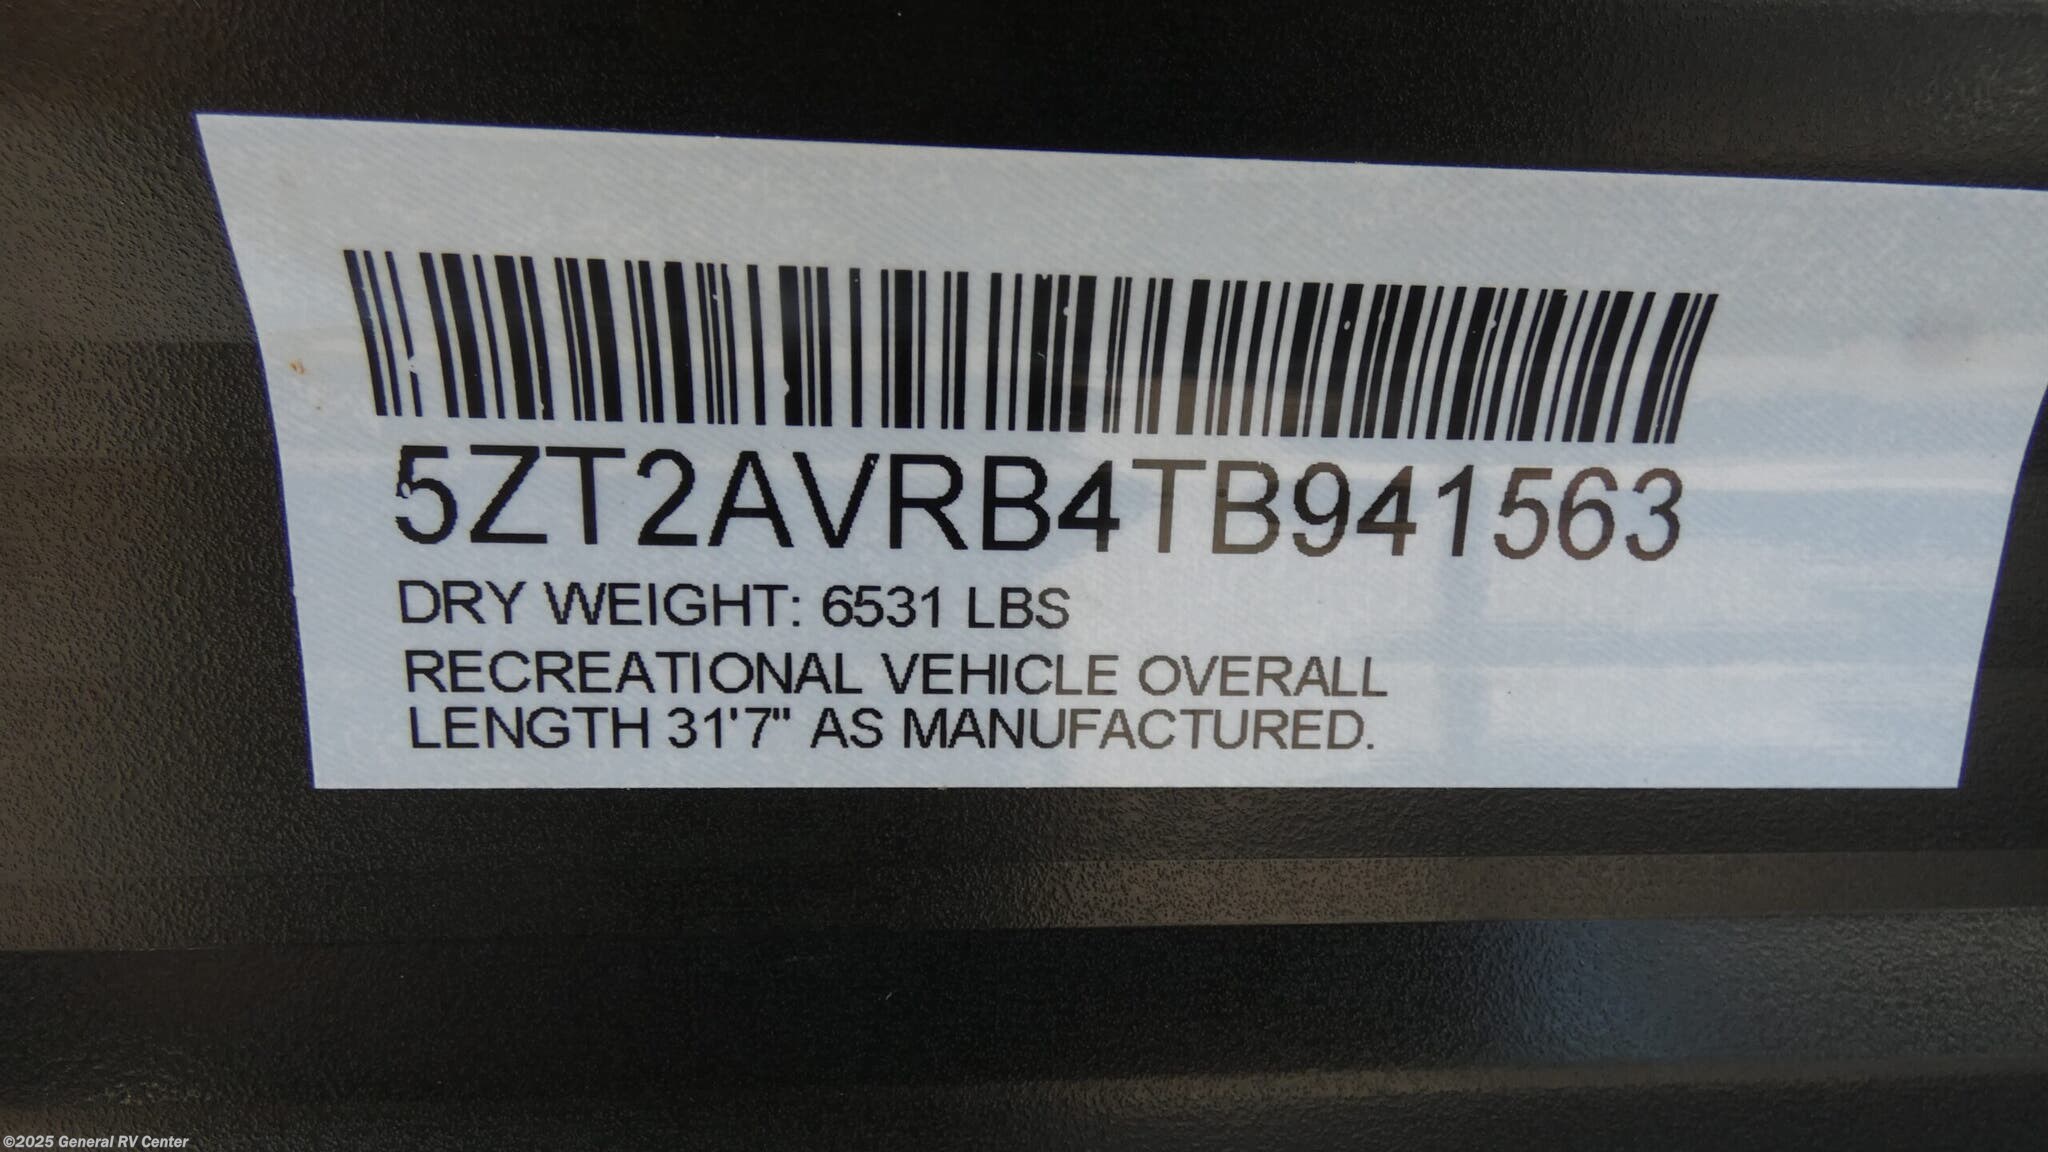 5ZT2AVRB4TB941563
DRY WEIGHT: 6531 LBS
RECREATIONAL VEHICLE OVERALL
LENGTH 31'7" AS MANUFACTURED.
©2025 General RV Center